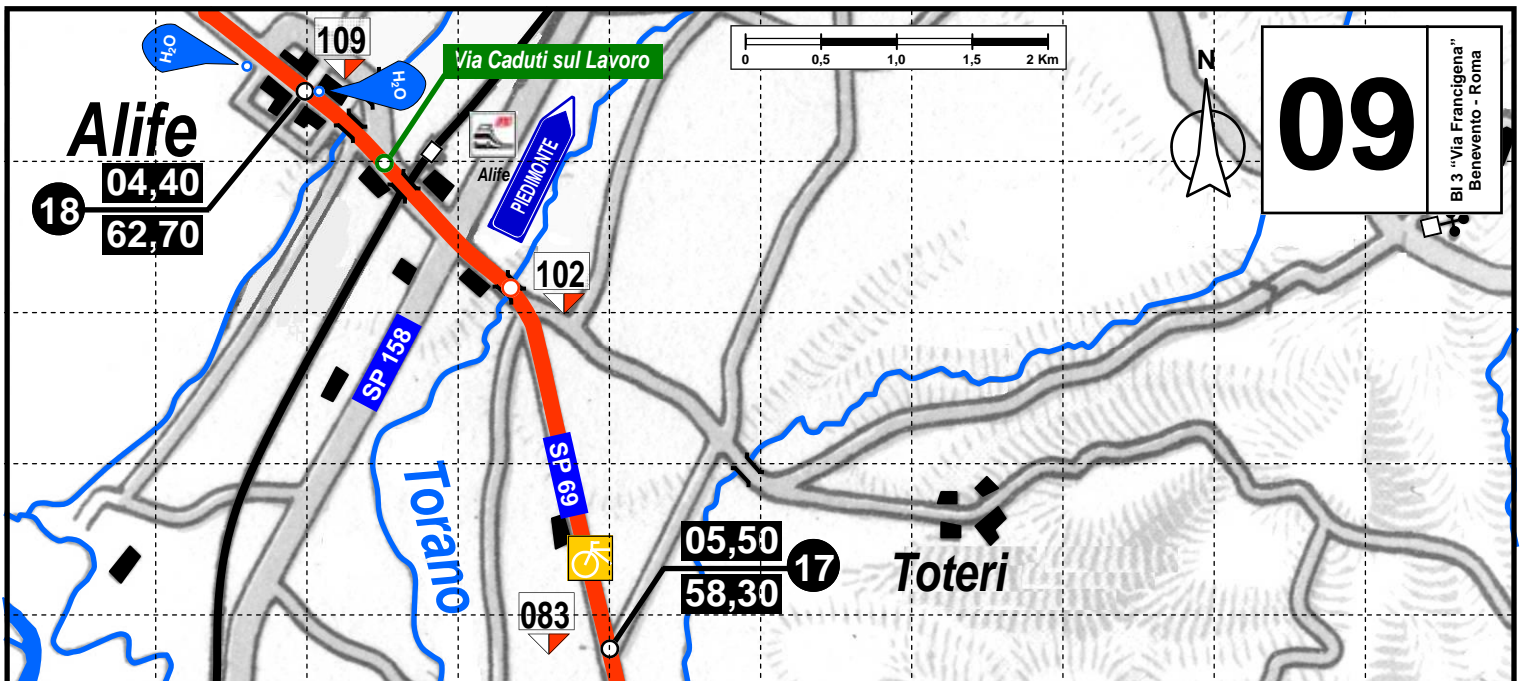 H2O
109
H2O
Via Caduti sul Lavoro
0 0,5 1,0 1,5 2 Km
N
09
BI 3 “Via Francigena”
Benevento - Roma
Alife
04,40
18
62,70
Alife
PIEDIMONTE
102
SP 158
SP 69
Torano
05,50
17
58,30
Toteri
083